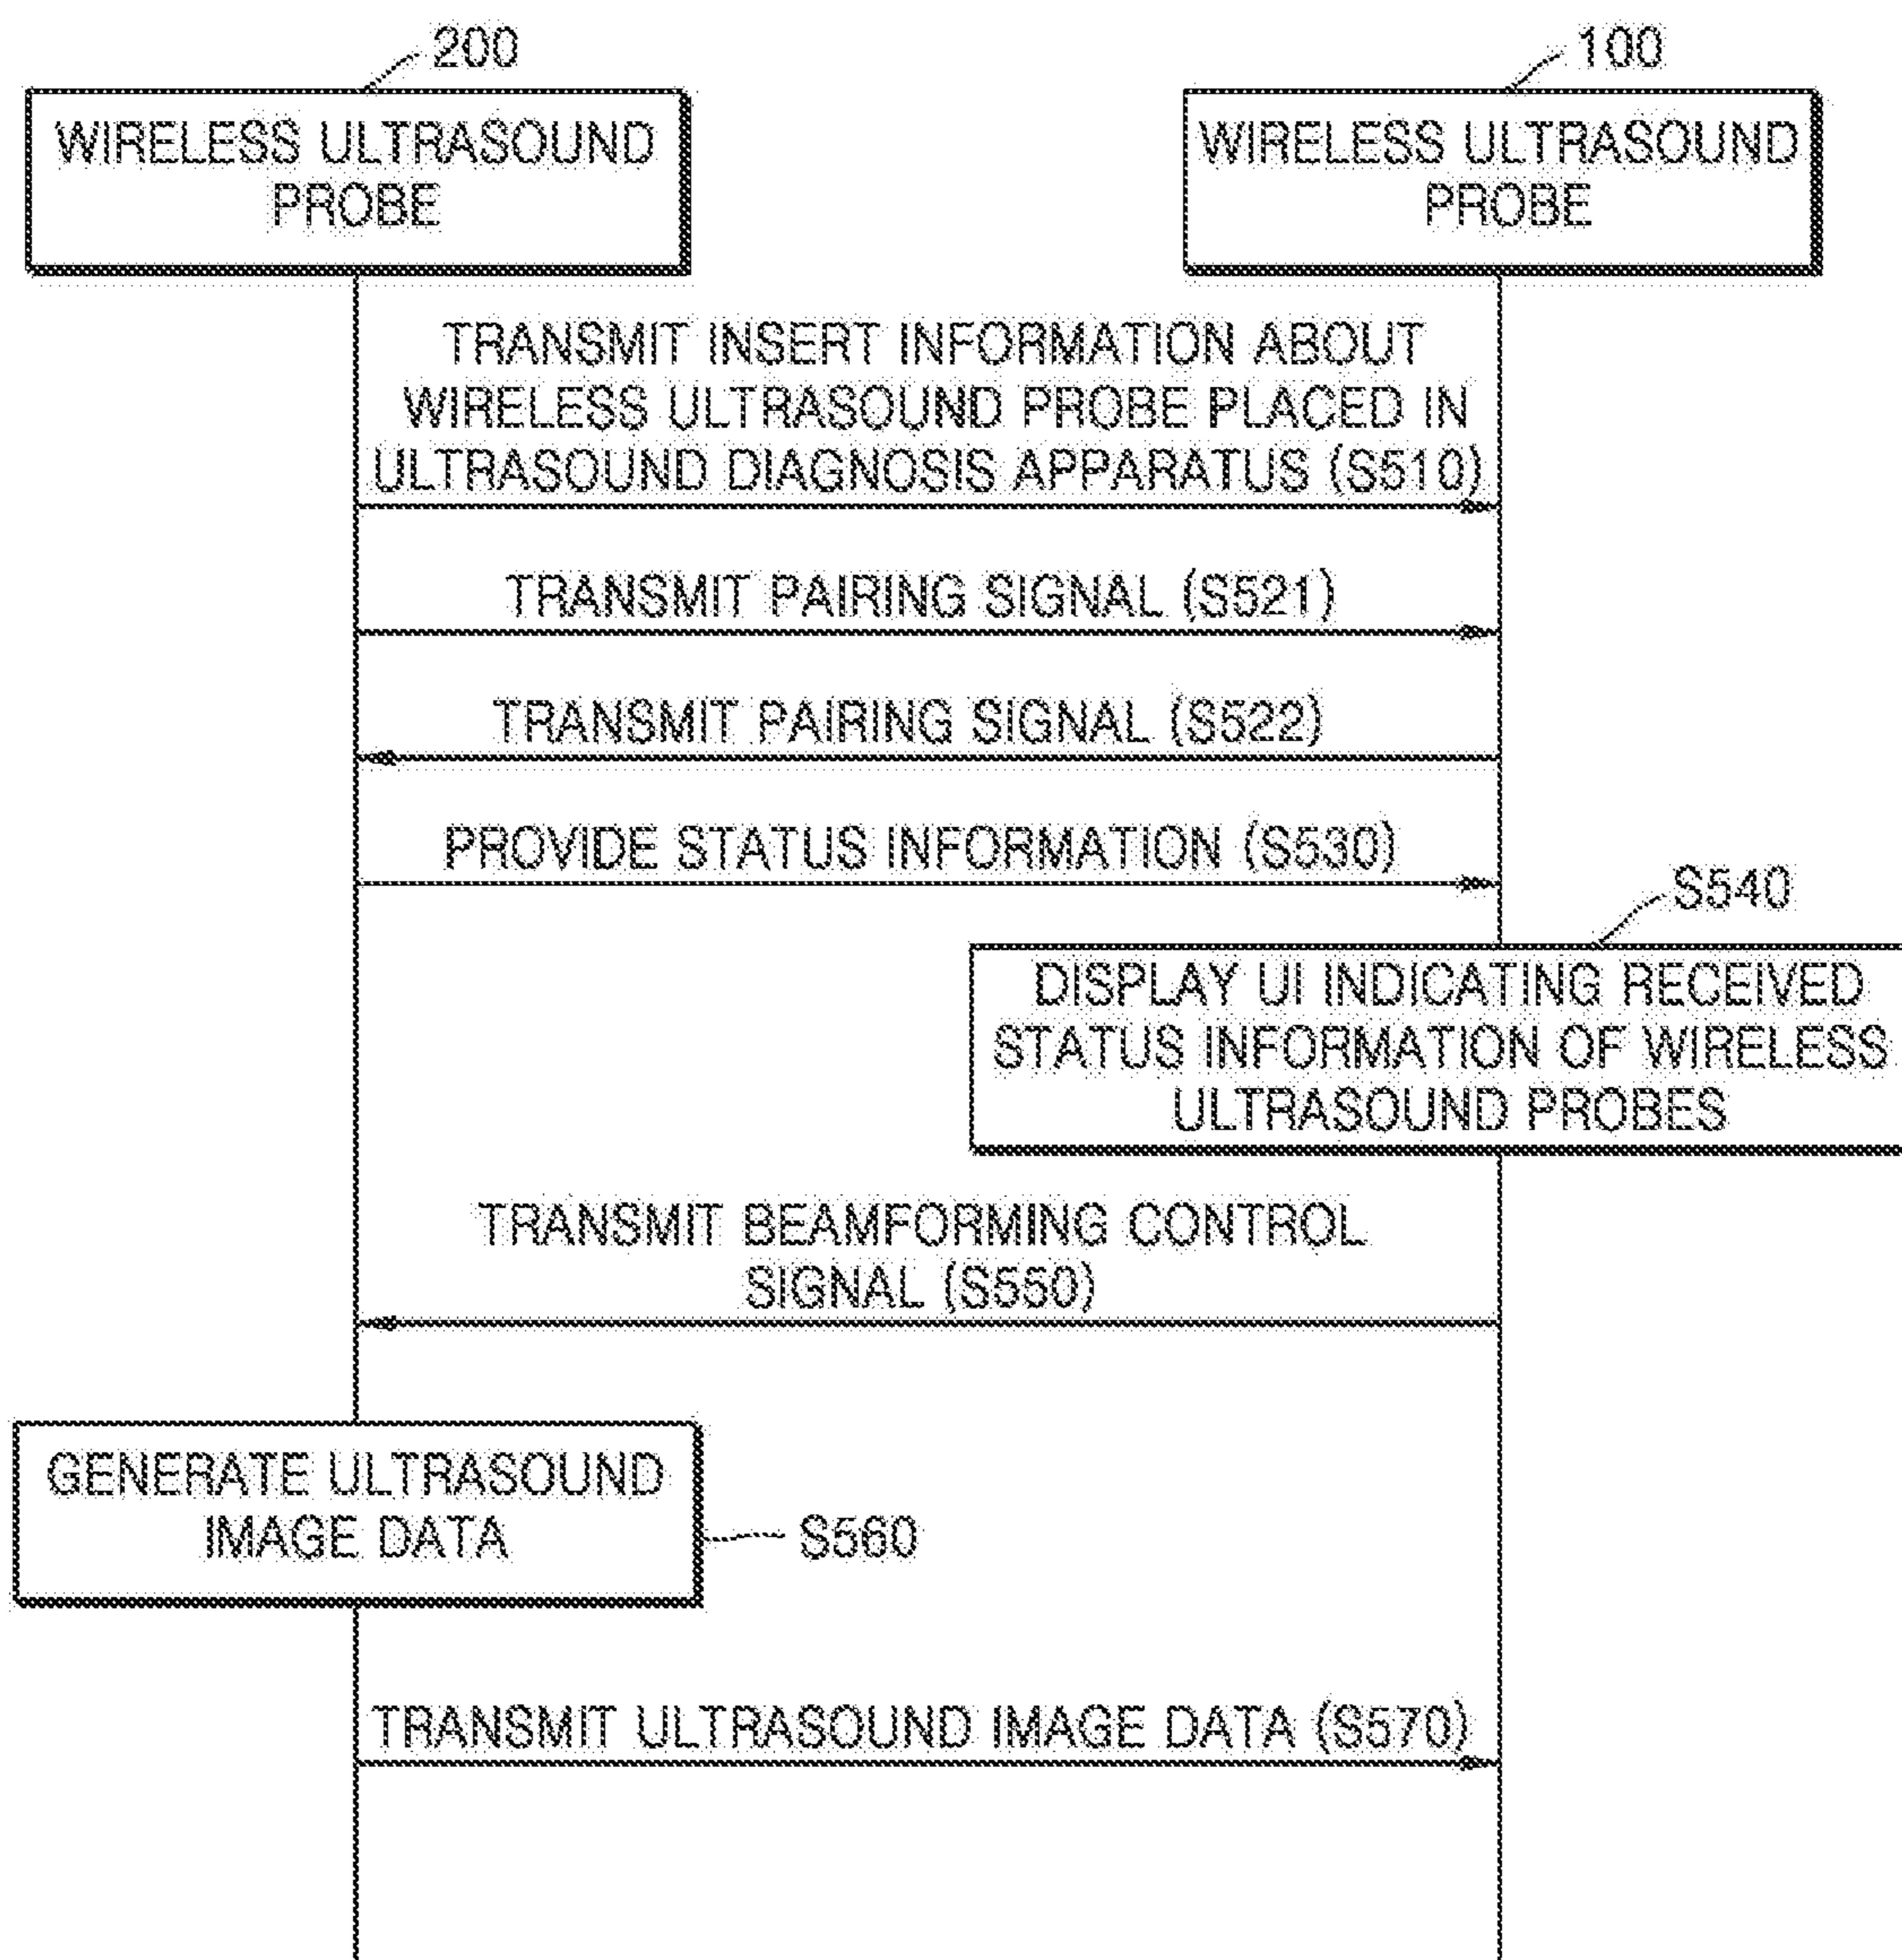 200
100
WIRELESS ULTRASOUND
PROBE
WIRELESS ULTRASOUND
PROBE
TRANSMIT INSERT INFORMATION ABOUT
WIRELESS ULTRASOUND PROBE PLACED IN
ULTRASOUND DIAGNOSIS APPARATUS (S510)
TRANSMIT PAIRING SIGNAL (S521)
TRANSMIT PAIRING SIGNAL (S522)
PROVIDE STATUS INFORMATION (S530)
S540
DISPLAY UI INDICATING RECEIVED
STATUS INFORMATION OF WIRELESS
ULTRASOUND PROBES
TRANSMIT BEAMFORMING CONTROL
SIGNAL (S550)
GENERATE ULTRASOUND
IMAGE DATA
S560
TRANSMIT ULTRASOUND IMAGE DATA (S570)